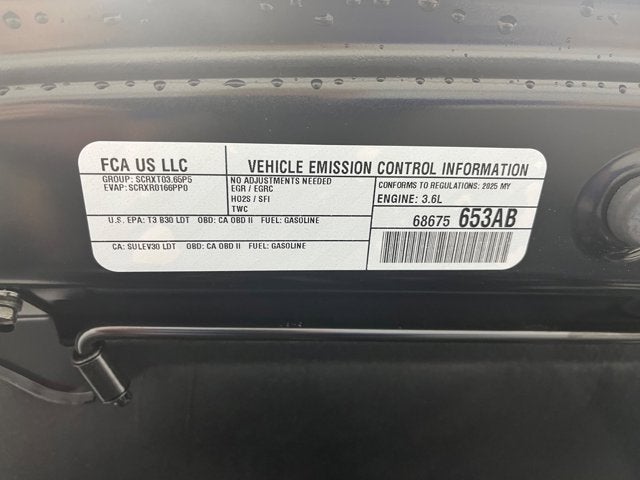 FCA US LLC
GROUP: SCRXT03.65P5
EVAP: SCRXR0166PP0
VEHICLE EMISSION CONTROL INFORMATION
NO ADJUSTMENTS NEEDED
EGR / EGRC
HO2S / SFI
TWC
CONFORMS TO REGULATIONS: 2025 MY
ENGINE: 3.6L
68675 653AB
U.S. EPA: T3 B30 LDT OBD: CA OBD II FUEL: GASOLINE
CA: SULEV30 LDT OBD: CA OBD II FUEL: GASOLINE